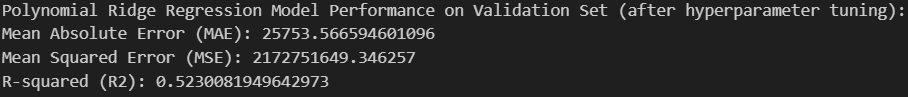 Polynomial Ridge Regression Model Performance on Validation Set (after hyperparameter tuning):
Mean Absolute Error (MAE): 25753.566594601096
Mean Squared Error (MSE): 2172751649.346257
R-squared (R2): 0.5230081949642973